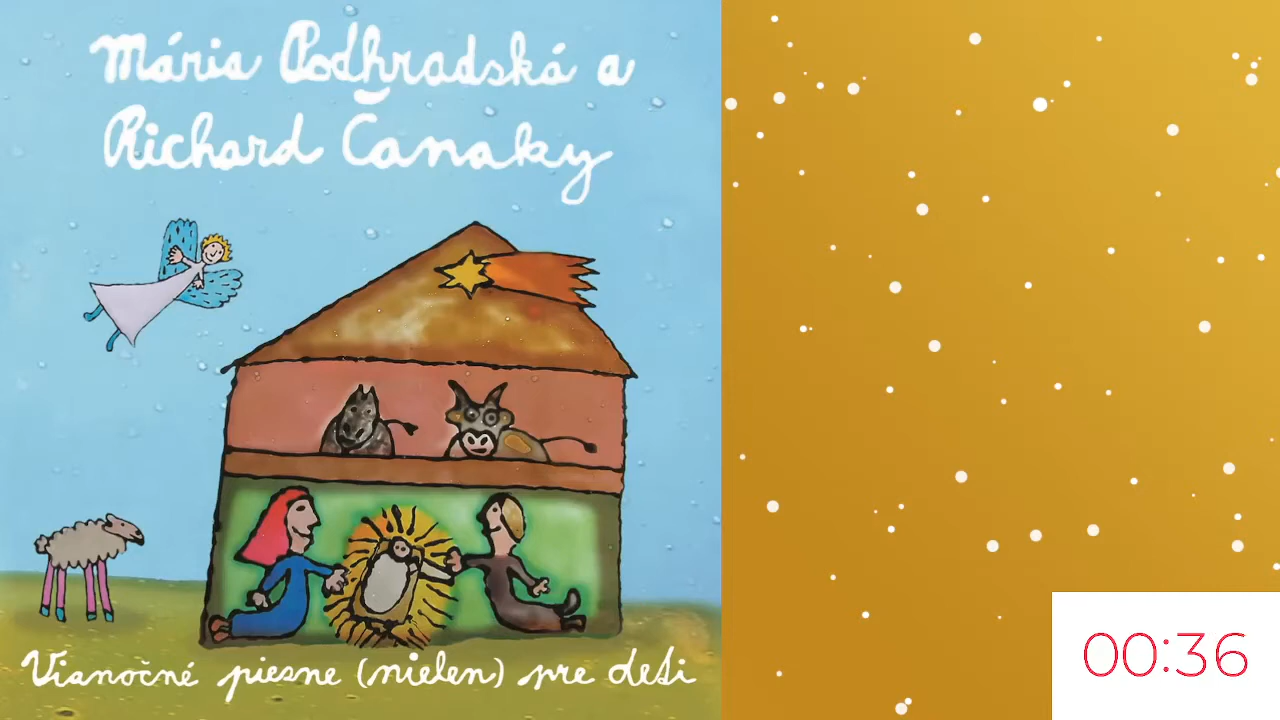 Mária Podhradská a
Richard Čanaky
Vianočné piesne (nielen) pre deti
00:36